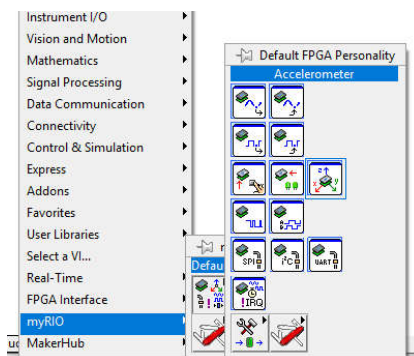 Instrument I/O
Vision and Motion
Mathematics
Signal Processing
Data Communication
Connectivity
Control & Simulation
Express
Addons
Favorites
User Libraries
Select a VI...
Real-Time
FPGA Interface
myRIO
MakerHub
Default FPGA Personality
Accelerometer
SPI
I²C
UART
!IRQ